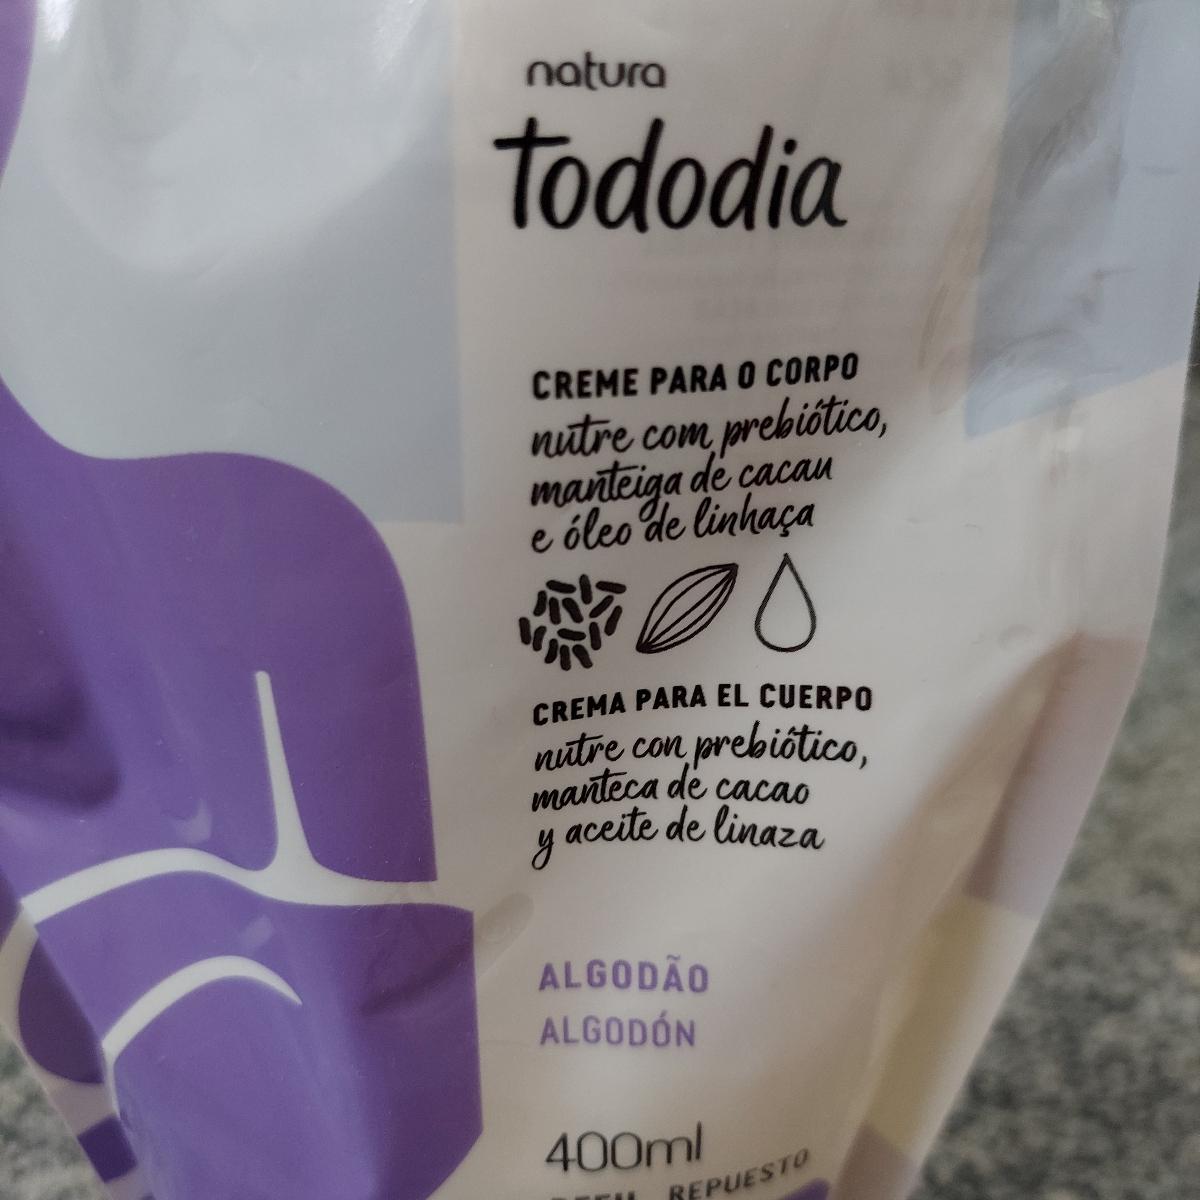 natura
Tododia
CREME PARA O CORPO
nutre com prebiótico,
manteiga de cacau
e óleo de linhaça
CREMA PARA EL CUERPO
nutre con prebiótico,
manteca de cacao
y aceite de linaza
ALGODÃO
ALGODÓN
400ml
REPUESTO